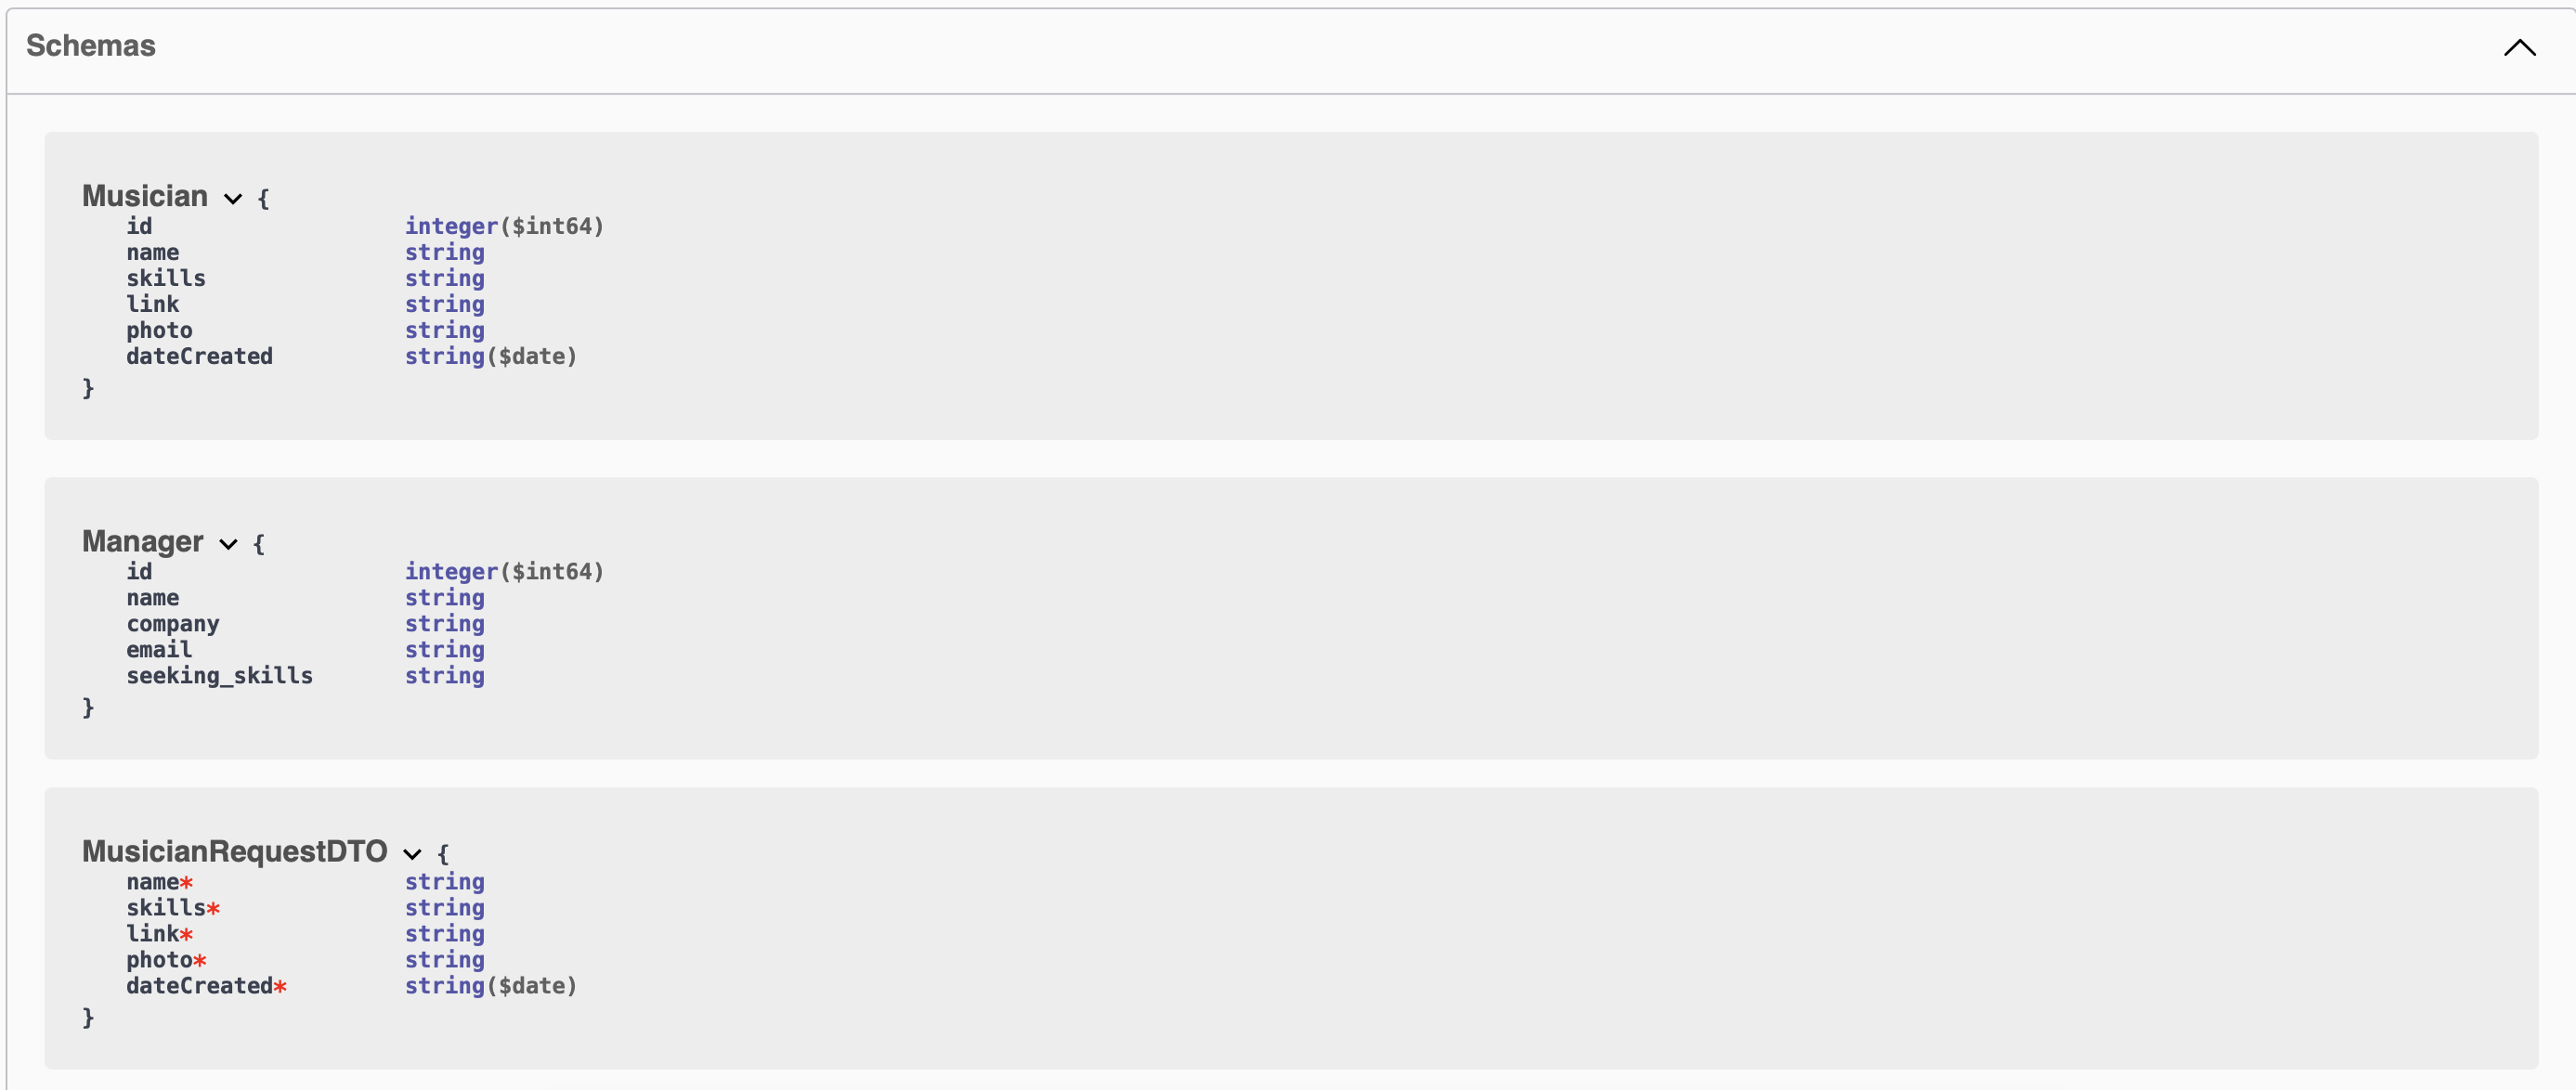 Schemas
Musician {
id integer($int64)
name string
skills string
link string
photo string
dateCreated string($date)
}
Manager {
id integer($int64)
name string
company string
email string
seeking_skills string
}
MusicianRequestDTO {
name* string
skills* string
link* string
photo* string
dateCreated* string($date)
}